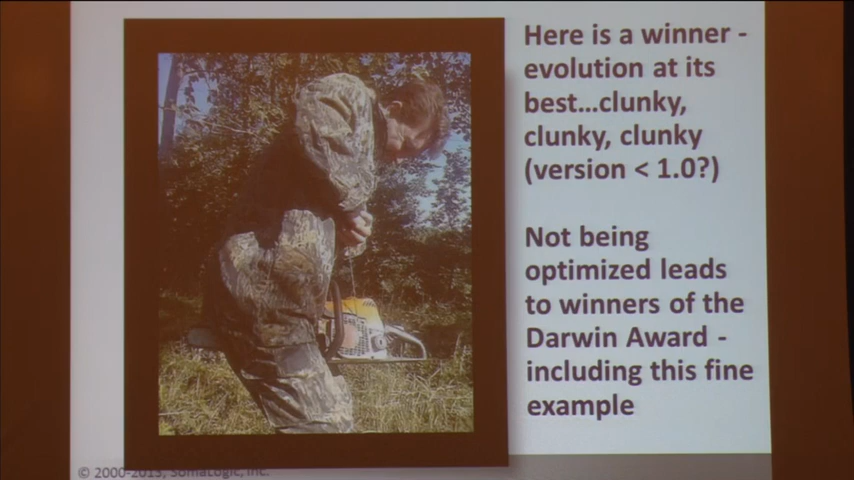 Here is a winner -
evolution at its
best...clunky,
clunky, clunky
(version < 1.0?)
Not being
optimized leads
to winners of the
Darwin Award -
including this fine
example
© 2000-2013, SomaLogic, Inc.